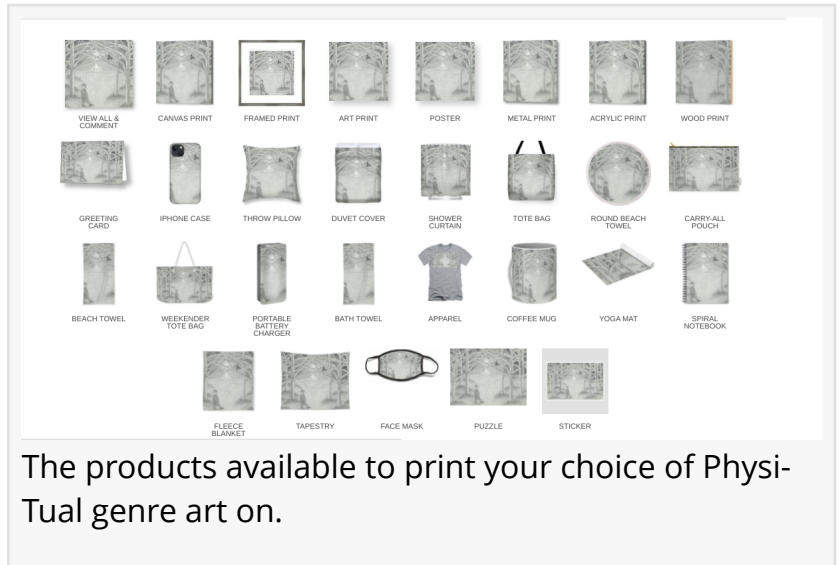 VIEW ALL &
COMMENT
CANVAS PRINT
FRAMED PRINT
ART PRINT
POSTER
METAL PRINT
ACRYLIC PRINT
WOOD PRINT
GREETING
CARD
IPHONE CASE
THROW PILLOW
DUVET COVER
SHOWER
CURTAIN
TOTE BAG
ROUND BEACH
TOWEL
CARRY-ALL
POUCH
BEACH TOWEL
WEEKENDER
TOTE BAG
PORTABLE
BATTERY
CHARGER
BATH TOWEL
APPAREL
COFFEE MUG
YOGA MAT
SPIRAL
NOTEBOOK
FLEECE
BLANKET
TAPESTRY
FACE MASK
PUZZLE
STICKER
The products available to print your choice of Physi-
Tual genre art on.